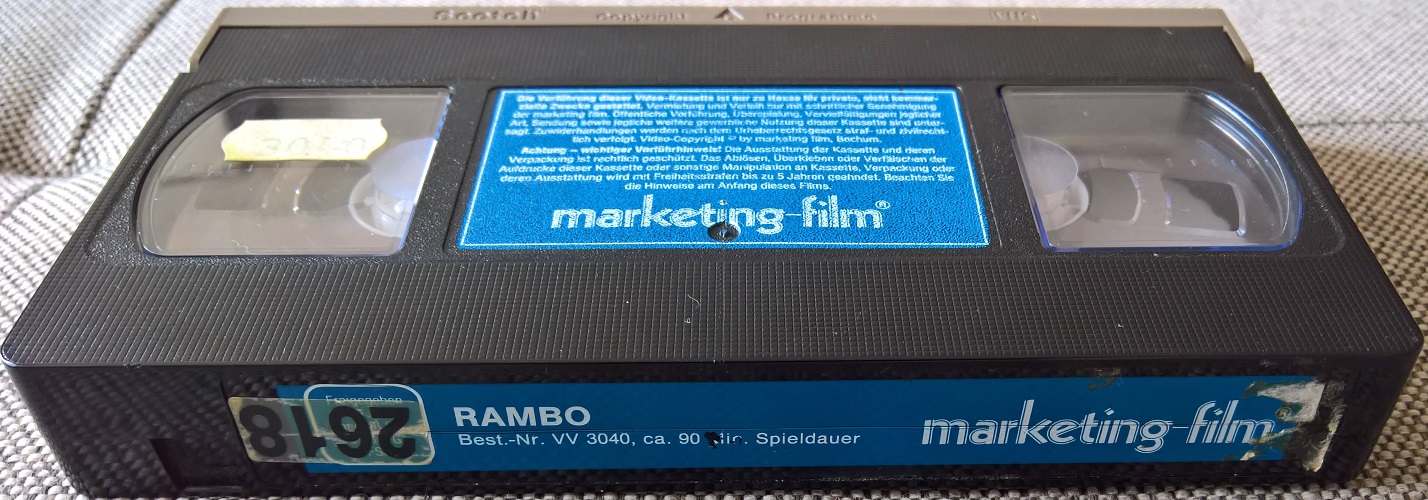 Scotch® Copyright Programme VHS
Die Vorführung dieser Video-Kassette ist nur zu Hause für private, nicht kommer-
zielle Zwecke gestattet. Vermietung und Verleih nur mit schriftlicher Genehmigung
der marketing film. Öffentliche Vorführung, Überspielung, Vervielfältigungen jeglicher
Art, Sendung sowie jegliche weitere gewerbliche Nutzung dieser Kassette sind unter-
sagt. Zuwiderhandlungen werden nach dem Urheberrechtsgesetz straf- und zivilrecht-
lich verfolgt. Video-Copyright © by marketing film, Bochum.
Achtung – wichtiger Vorführhinweis! Die Ausstattung der Kassette und deren
Verpackung ist rechtlich geschützt. Das Ablösen, Überkleben oder Verfälschen der
Aufdrucke dieser Kassette oder sonstige Manipulation an Kassette, Verpackung oder
deren Ausstattung wird mit Freiheitsstrafen bis zu 5 Jahren geahndet. Beachten Sie
die Hinweise am Anfang dieses Films.
marketing-film®
Freigegeben
2618
RAMBO
Best.-Nr. VV 3040, ca. 90 Min. Spieldauer
marketing-film®